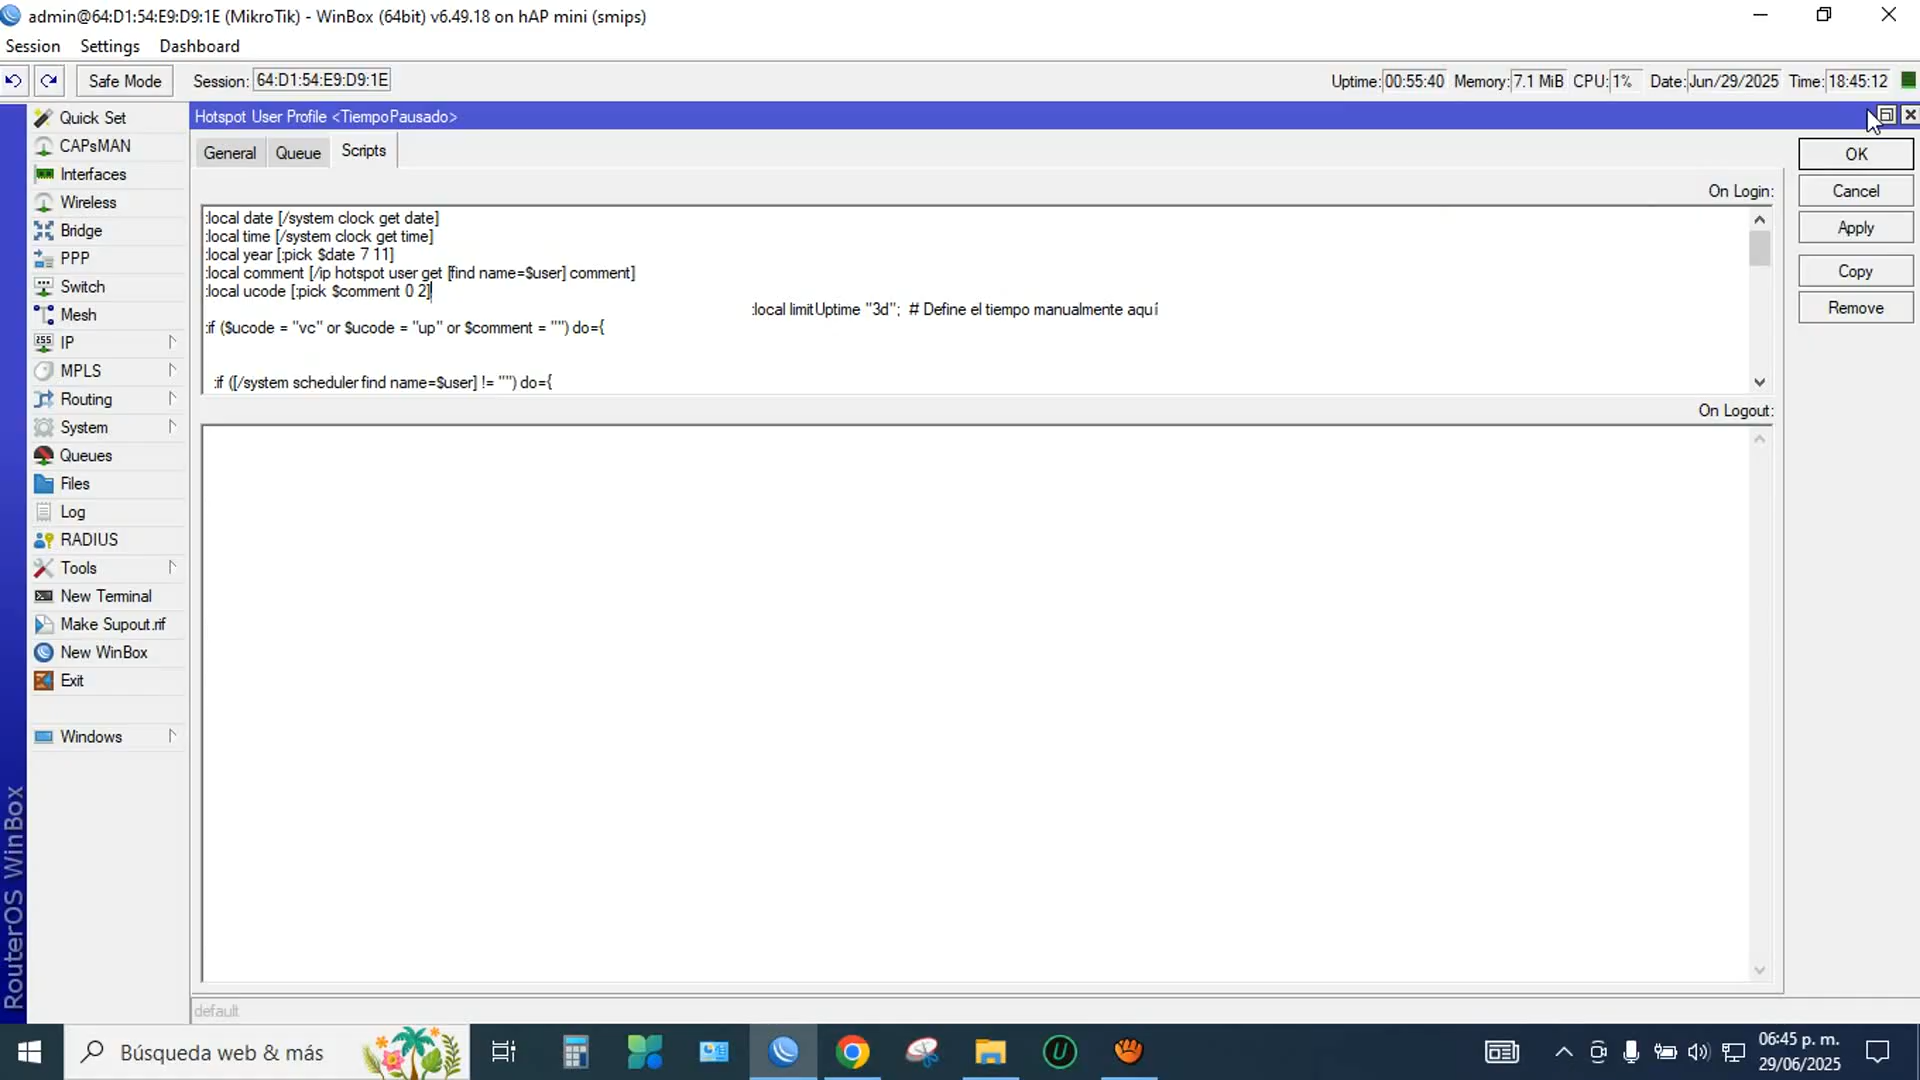 admin@64:D1:54:E9:D9:1E (MikroTik) - WinBox (64bit) v6.49.18 on hAP mini (smips)
Session Settings Dashboard
Safe Mode Session: 64:D1:54:E9:D9:1E Uptime: 00:55:40 Memory: 7.1 MiB CPU: 1% Date: Jun/29/2025 Time: 18:45:12
Quick Set
CAPsMAN
Interfaces
Wireless
Bridge
PPP
Switch
Mesh
255 IP
MPLS
Routing
System
Queues
Files
Log
RADIUS
Tools
New Terminal
Make Supout.rif
New WinBox
Exit
Windows
RouterOS WinBox
Hotspot User Profile <TiempoPausado>
General Queue Scripts
On Login:
:local date [/system clock get date]
:local time [/system clock get time]
:local year [:pick $date 7 11]
:local comment [/ip hotspot user get [find name=$user] comment]
:local ucode [:pick $comment 0 2]
:local limitUptime "3d"; # Define el tiempo manualmente aquí
:if ($ucode = "vc" or $ucode = "up" or $comment = "") do={
:if ([/system scheduler find name=$user] != "") do={
On Logout:
OK
Cancel
Apply
Copy
Remove
default
Búsqueda web & más
06:45 p. m.
29/06/2025